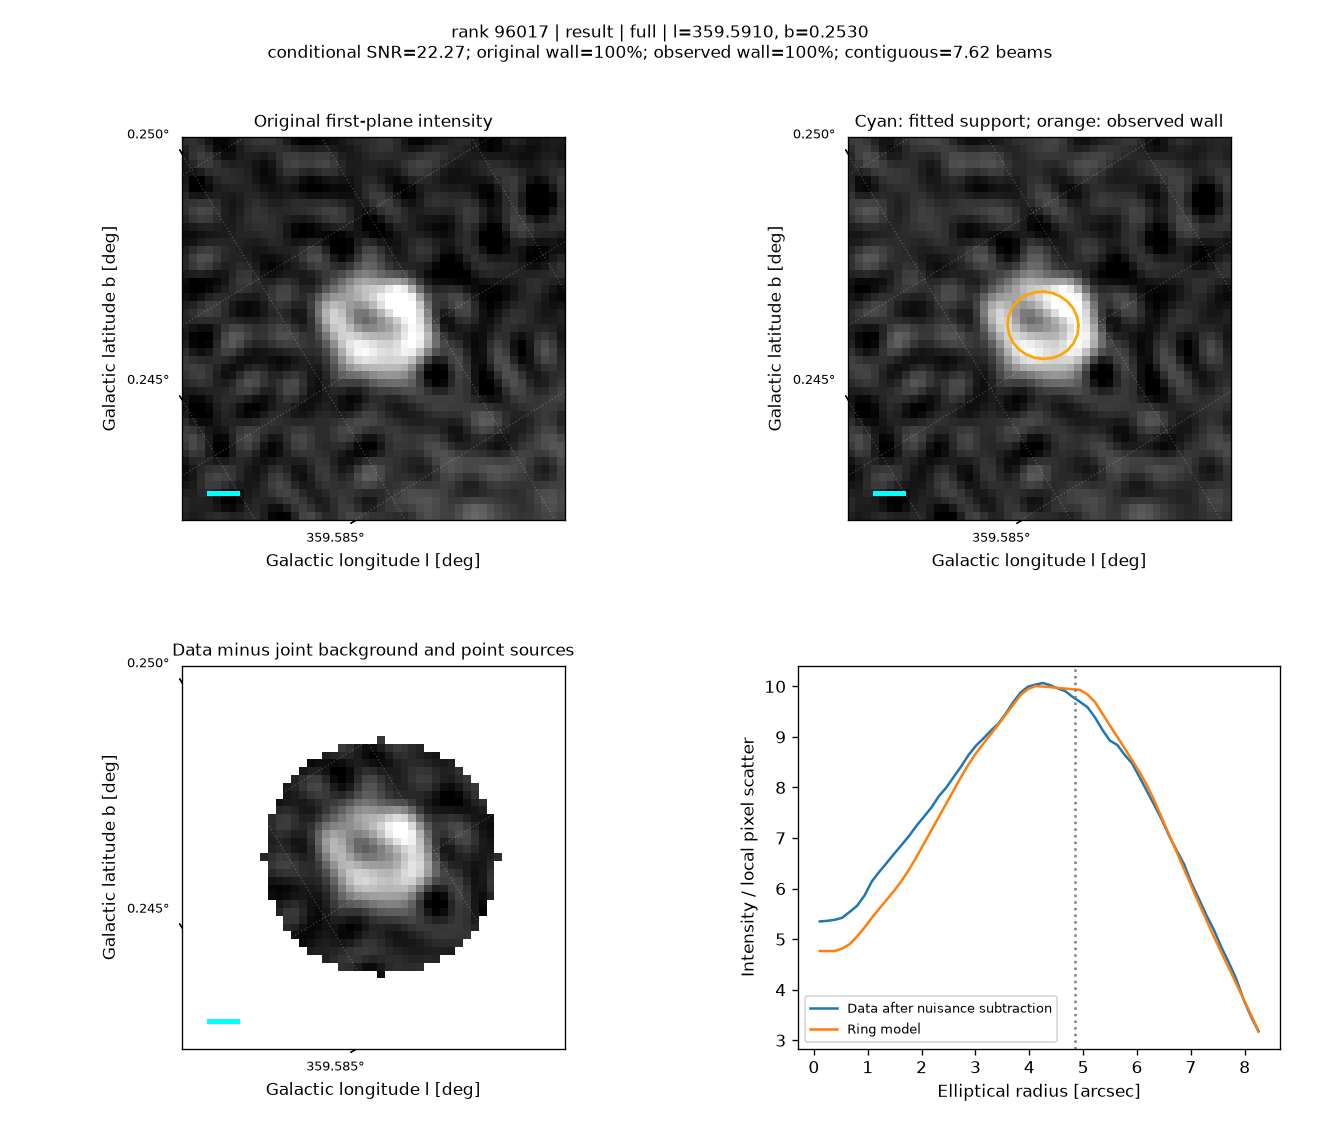 rank 96017 | result | full | l=359.5910, b=0.2530
conditional SNR=22.27; original wall=100%; observed wall=100%; contiguous=7.62 beams
Original first-plane intensity
0.250°
0.245°
Galactic latitude b [deg]
359.585°
Galactic longitude l [deg]
Cyan: fitted support; orange: observed wall
0.250°
0.245°
Galactic latitude b [deg]
359.585°
Galactic longitude l [deg]
Data minus joint background and point sources
0.250°
0.245°
Galactic latitude b [deg]
359.585°
Galactic longitude l [deg]
10
9
8
7
6
5
4
3
Intensity / local pixel scatter
Data after nuisance subtraction
Ring model
0 1 2 3 4 5 6 7 8
Elliptical radius [arcsec]